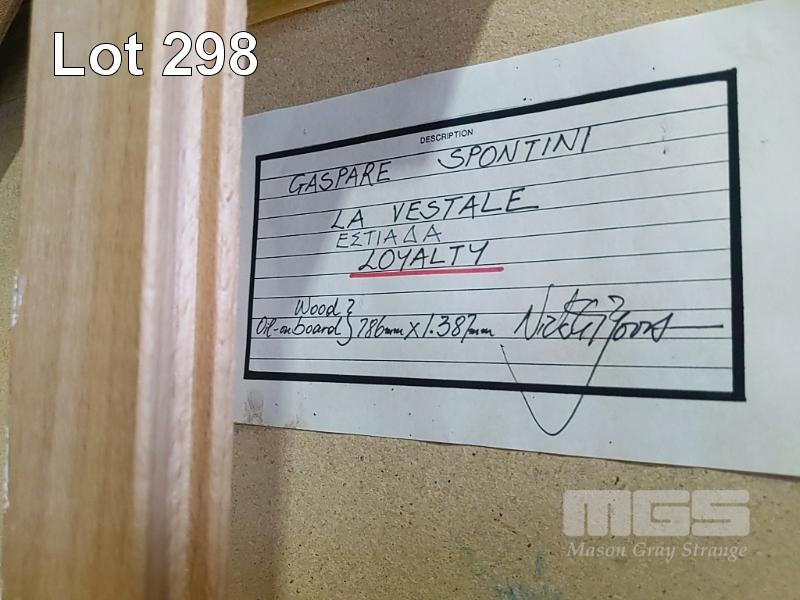 Lot 298
DESCRIPTION
GASPARE SPONTINI
LA VESTALE
ΕΣΤΙΑΔΑ
LOYALTY
Wood
Oil-on board } 786mm x 1.387mm
MGS
Mason Gray Strange